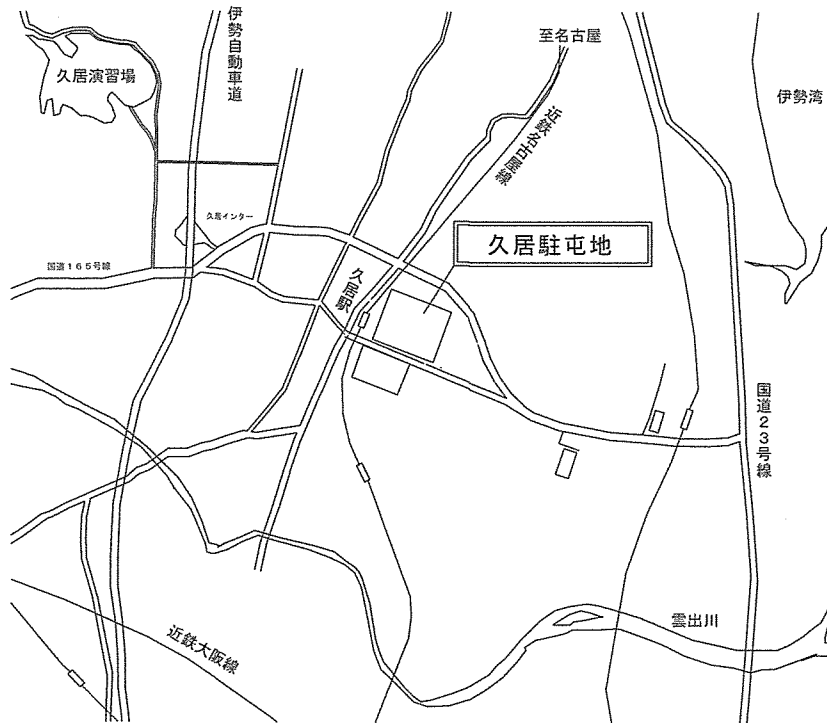 伊勢自動車道
至名古屋
久居演習場
伊勢湾
近鉄名古屋線
久居インター
久居駐屯地
国道165号線
久居駅
国道23号線
雲出川
近鉄大阪線